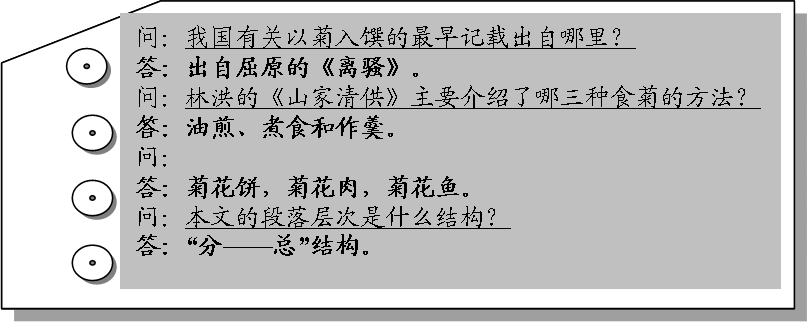 问：我国有关以菊入馔的最早记载出自哪里？
答：出自屈原的《离骚》。
问：林洪的《山家清供》主要介绍了哪三种食菊的方法？
答：油煎、煮食和作羹。
问：
答：菊花饼，菊花肉，菊花鱼。
问：本文的段落层次是什么结构？
答：“分——总”结构。